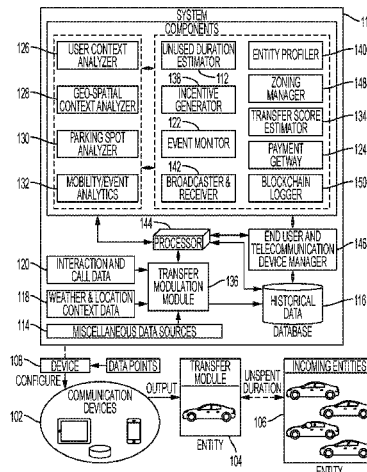 SYSTEM
11
COMPONENTS
126
USER CONTEXT
ANALYZER
UNUSED DURATION
ESTIMATOR
ENTITY PROFILER
140
138
112
128
GEO-SPATIAL
CONTEXT ANALYZER
INCENTIVE
GENERATOR
ZONING
MANAGER
148
122
TRANSFER SCORE
ESTIMATOR
134
130
PARKING SPOT
ANALYZER
EVENT MONITOR
142
PAYMENT
GETWAY
124
132
MOBILITY/EVENT
ANALYTICS
BROADCASTER &
RECEIVER
BLOCKCHAIN
LOGGER
150
144
PROCESSOR
END USER AND
TELECOMMUNICATION
DEVICE MANAGER
146
120
INTERACTION AND
CALL DATA
TRANSFER
MODULATION
MODULE
136
118
WEATHER & LOCATION
CONTEXT DATA
HISTORICAL
DATA
116
114
MISCELLANEOUS DATA SOURCES
DATABASE
108
DEVICE
DATA POINTS
CONFIGURE
TRANSFER
MODULE
UNSPENT
DURATION
INCOMING
ENTITIES
102
COMMUNICATION
DEVICES
OUTPUT
106
ENTITY
104
ENTITY